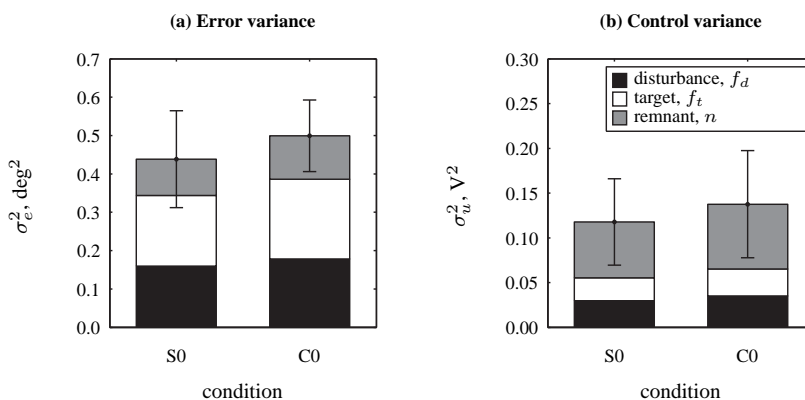 (a) Error variance
0.7
0.6
0.5
0.4
0.3
0.2
0.1
0.0
σ²ₑ, deg²
S0 C0
condition
(b) Control variance
0.30
0.25
0.20
0.15
0.10
0.05
0.00
σ²ᵤ, V²
disturbance, f_d
target, f_t
remnant, n
S0 C0
condition